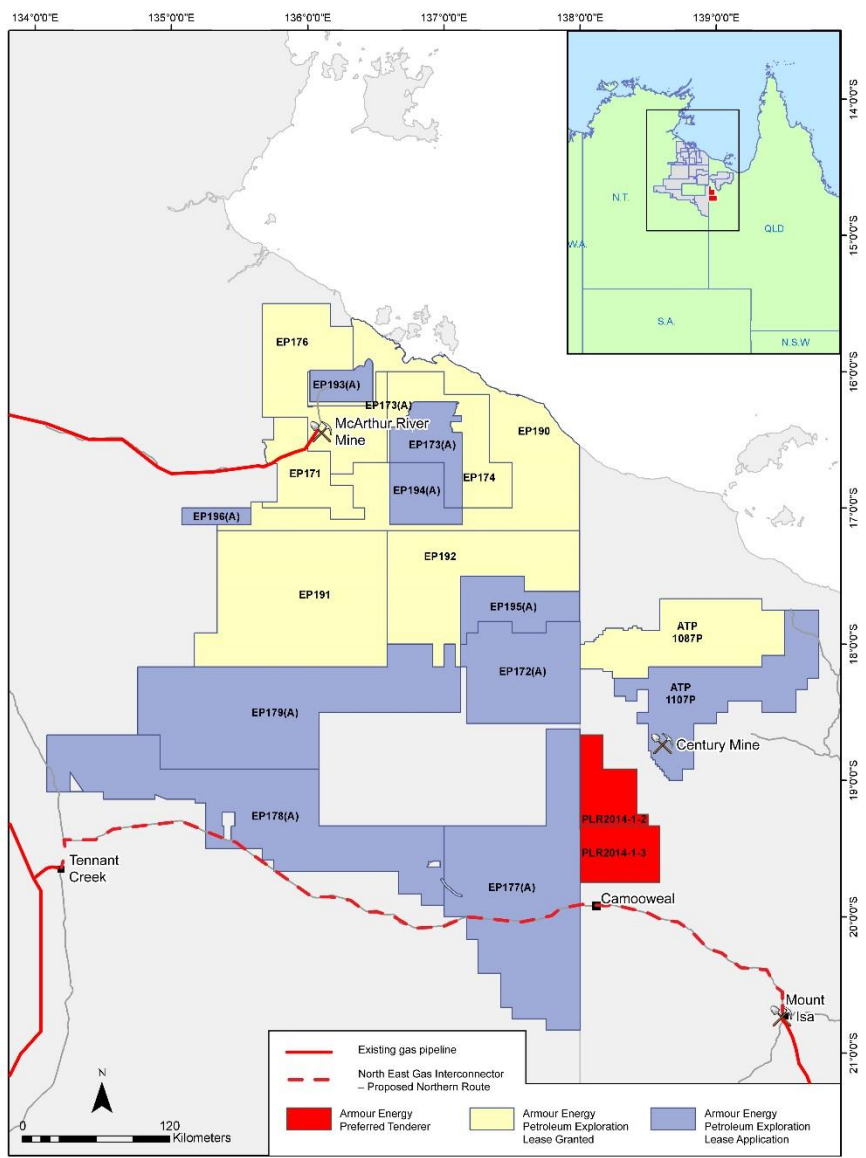 134°0'0"E
135°0'0"E
136°0'0"E
137°0'0"E
138°0'0"E
139°0'0"E
14°0'0"S
15°0'0"S
16°0'0"S
17°0'0"S
18°0'0"S
19°0'0"S
20°0'0"S
21°0'0"S
N.T.
QLD
W.A.
S.A.
N.S.W
EP176
EP193(A)
EP173(A)
McArthur River
Mine
EP173(A)
EP190
EP171
EP194(A)
EP174
EP196(A)
EP192
EP191
EP195(A)
ATP
1087P
EP172(A)
ATP
1107P
EP179(A)
Century Mine
EP178(A)
PLR2014-1-2
PLR2014-1-3
Tennant
Creek
EP177(A)
Camooweal
Mount
Isa
Existing gas pipeline
North East Gas Interconnector
– Proposed Northern Route
Armour Energy
Preferred Tenderer
Armour Energy
Petroleum Exploration
Lease Granted
Armour Energy
Petroleum Exploration
Lease Application
N
0 120
Kilometers